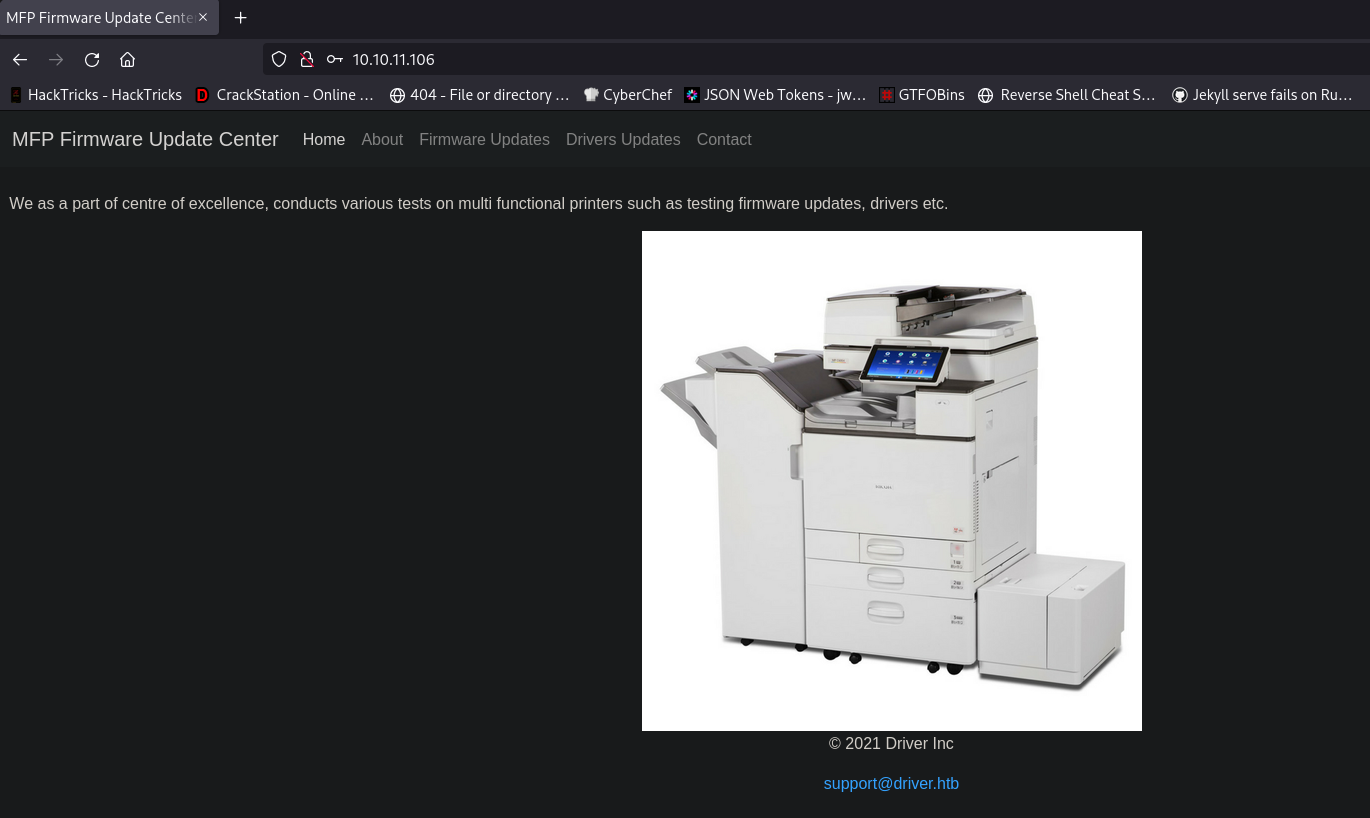 MFP Firmware Update Cente
10.10.11.106
HackTricks - HackTricks CrackStation - Online … 404 - File or directory … CyberChef JSON Web Tokens - jw… GTFOBins Reverse Shell Cheat S… Jekyll serve fails on Ru…
MFP Firmware Update Center Home About Firmware Updates Drivers Updates Contact
We as a part of centre of excellence, conducts various tests on multi functional printers such as testing firmware updates, drivers etc.
© 2021 Driver Inc
support@driver.htb